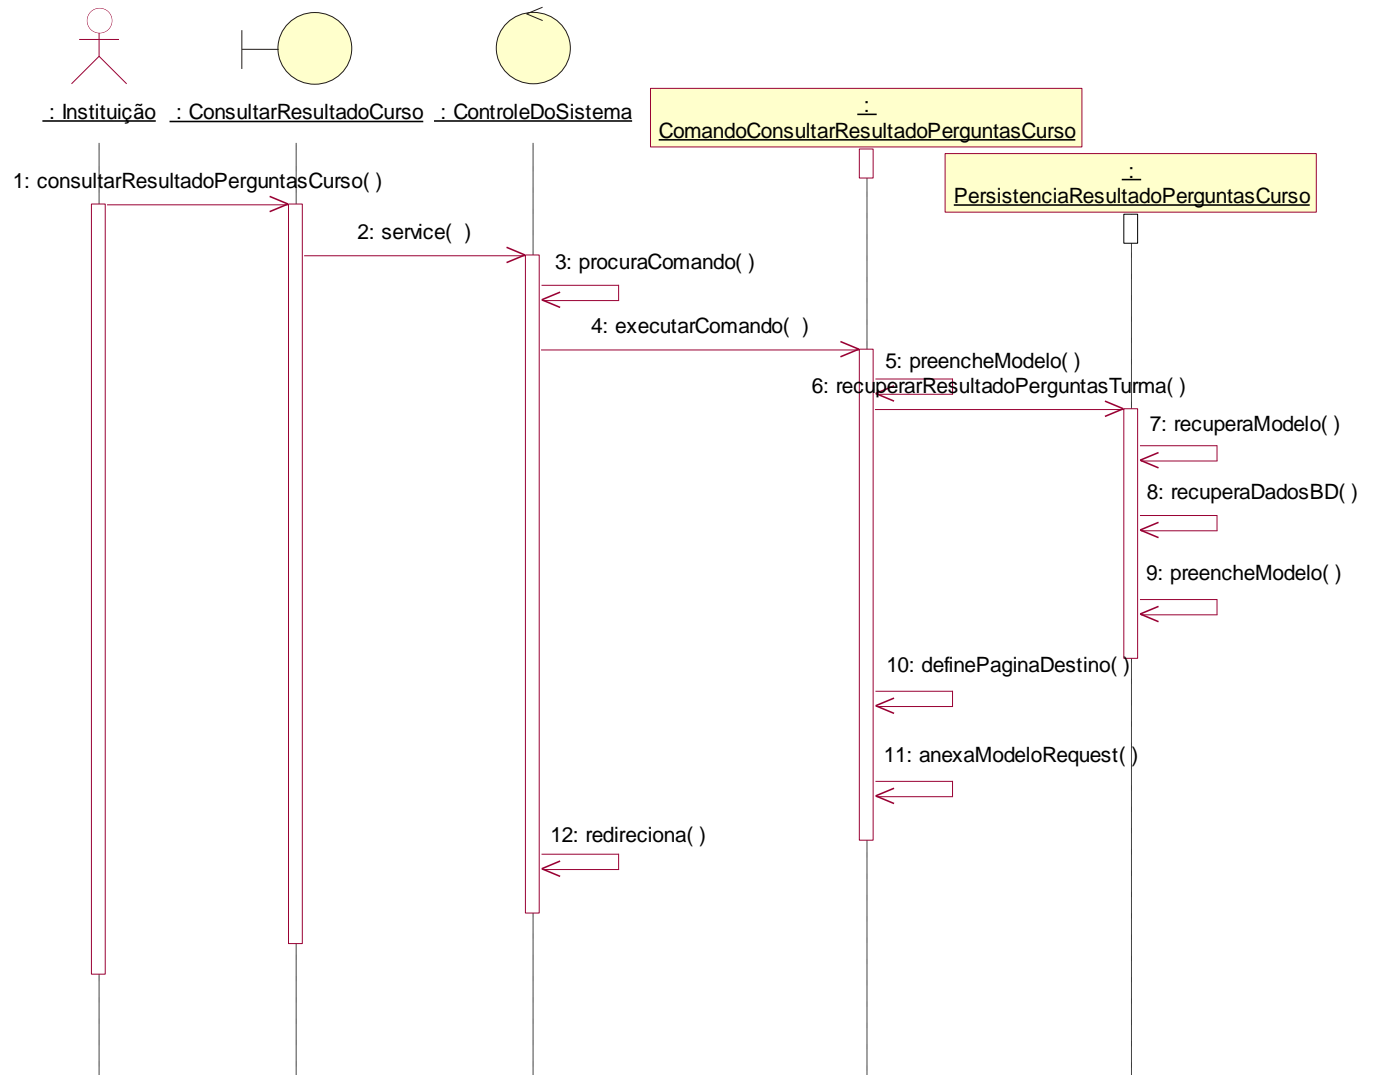 : Instituição
: ConsultarResultadoCurso
: ControleDoSistema
:
ComandoConsultarResultadoPerguntasCurso
:
PersistenciaResultadoPerguntasCurso
1: consultarResultadoPerguntasCurso( )
2: service(  )
3: procuraComando( )
4: executarComando(  )
5: preencheModelo( )
6: recuperarResultadoPerguntasTurma( )
7: recuperaModelo( )
8: recuperaDadosBD( )
9: preencheModelo( )
10: definePaginaDestino( )
11: anexaModeloRequest( )
12: redireciona( )